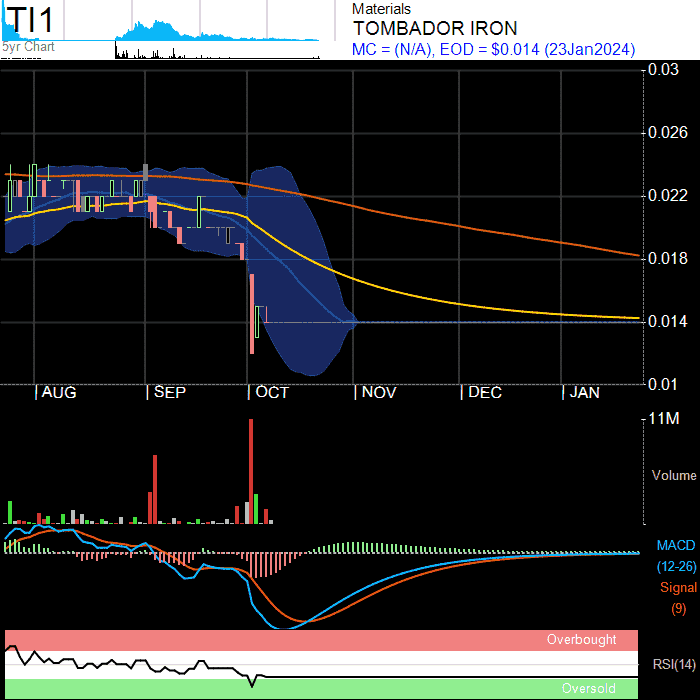 TI1
5yr Chart
Materials
TOMBADOR IRON
MC = (N/A), EOD = $0.014 (23Jan2024)
0.03
0.026
0.022
0.018
0.014
0.01
AUG
SEP
OCT
NOV
DEC
JAN
11M
Volume
MACD
(12-26)
Signal
(9)
Overbought
RSI(14)
Oversold